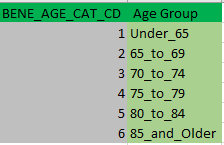 BENE_AGE_CAT_CD Age Group
1 Under_65
2 65_to_69
3 70_to_74
4 75_to_79
5 80_to_84
6 85_and_Older